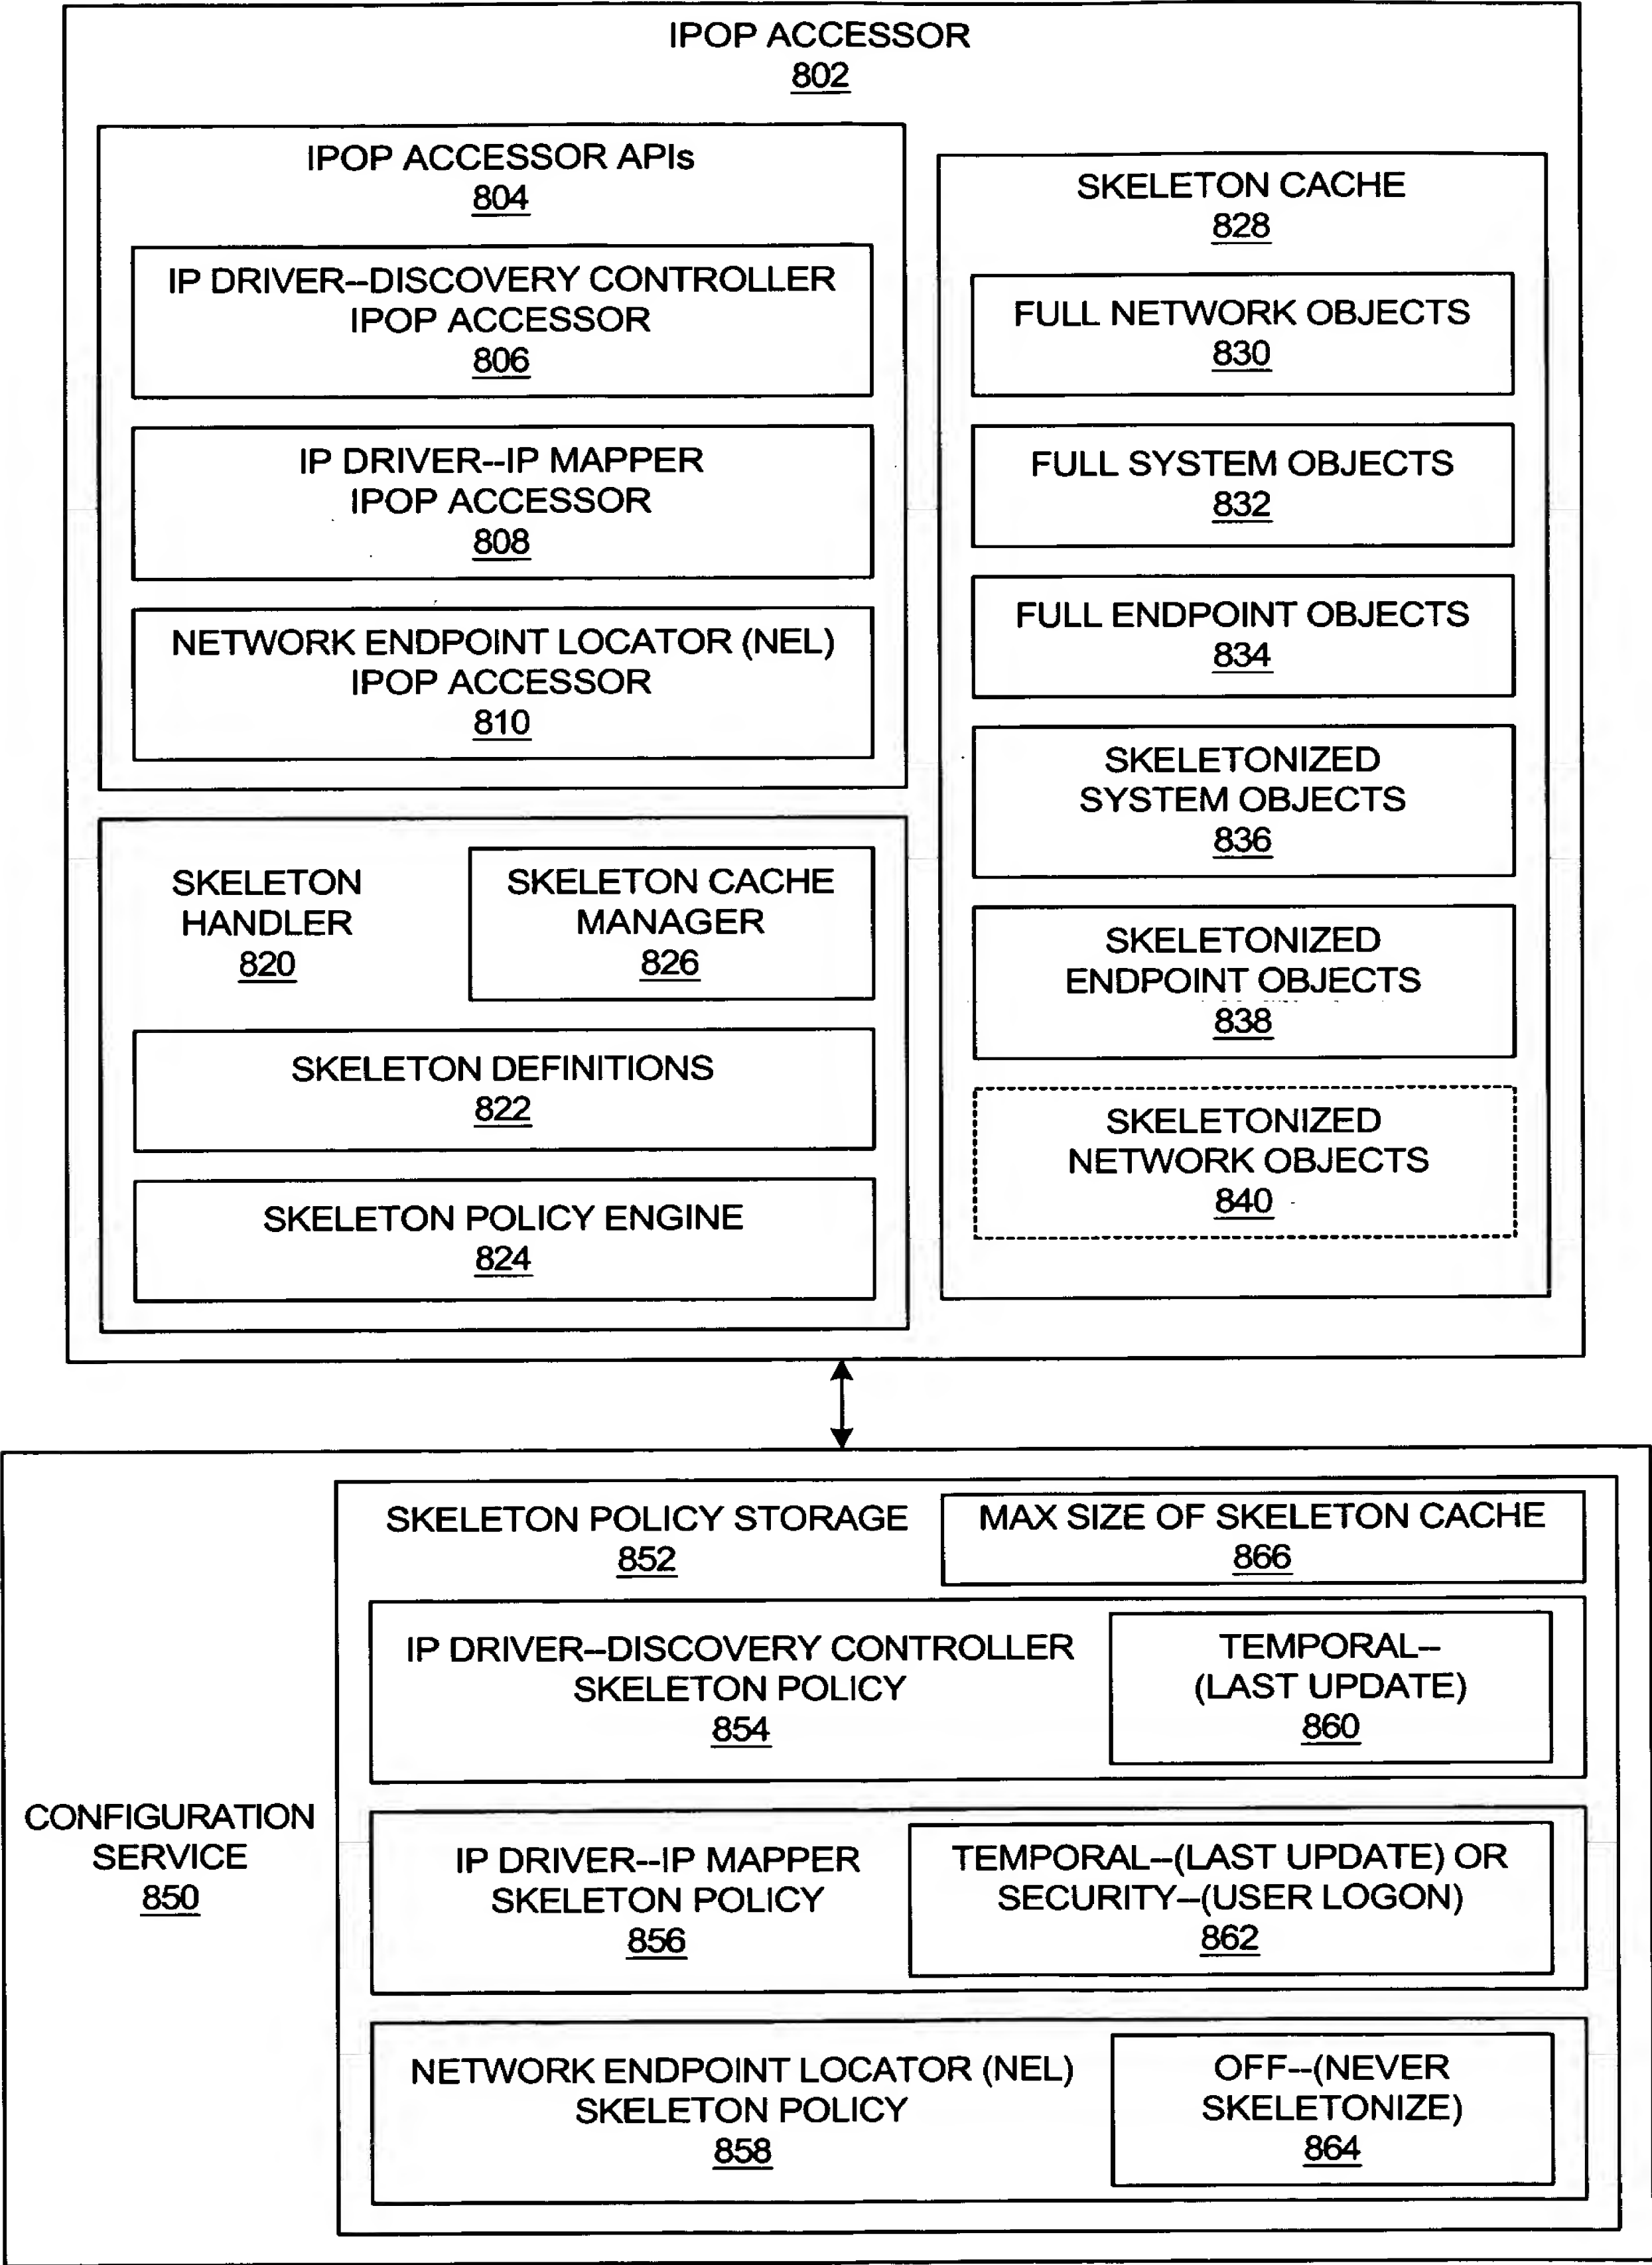 IPOP ACCESSOR
802
IPOP ACCESSOR APIs
804
IP DRIVER--DISCOVERY CONTROLLER
IPOP ACCESSOR
806
IP DRIVER--IP MAPPER
IPOP ACCESSOR
808
NETWORK ENDPOINT LOCATOR (NEL)
IPOP ACCESSOR
810
SKELETON
HANDLER
820
SKELETON CACHE
MANAGER
826
SKELETON DEFINITIONS
822
SKELETON POLICY ENGINE
824
SKELETON CACHE
828
FULL NETWORK OBJECTS
830
FULL SYSTEM OBJECTS
832
FULL ENDPOINT OBJECTS
834
SKELETONIZED
SYSTEM OBJECTS
836
SKELETONIZED
ENDPOINT OBJECTS
838
SKELETONIZED
NETWORK OBJECTS
840
CONFIGURATION
SERVICE
850
SKELETON POLICY STORAGE
852
MAX SIZE OF SKELETON CACHE
866
IP DRIVER--DISCOVERY CONTROLLER
SKELETON POLICY
854
TEMPORAL--
(LAST UPDATE)
860
IP DRIVER--IP MAPPER
SKELETON POLICY
856
TEMPORAL--(LAST UPDATE) OR
SECURITY--(USER LOGON)
862
NETWORK ENDPOINT LOCATOR (NEL)
SKELETON POLICY
858
OFF--(NEVER
SKELETONIZE)
864